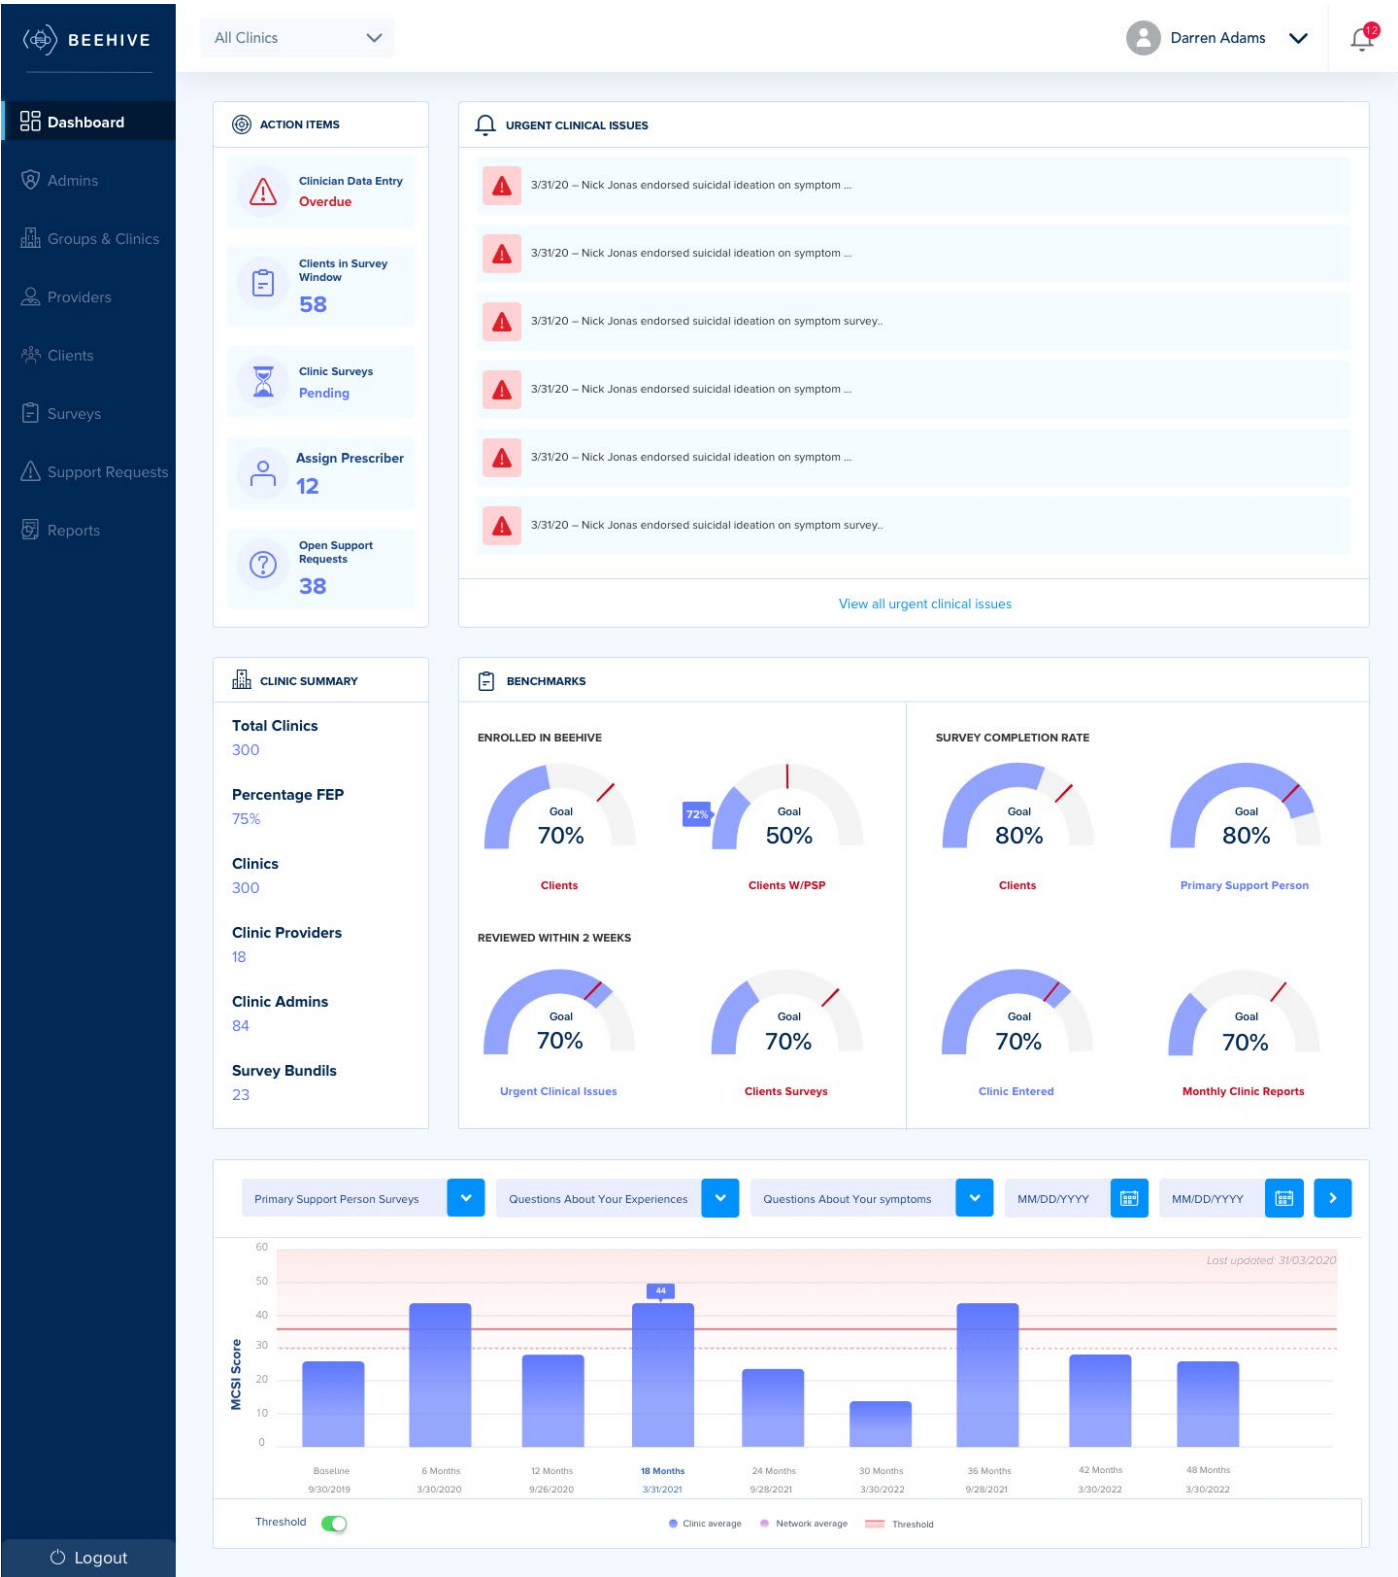 BEEHIVE
All Clinics
Darren Adams
12
Dashboard
Admins
Groups & Clinics
Providers
Clients
Surveys
Support Requests
Reports
Logout
ACTION ITEMS
Clinician Data Entry
Overdue
Clients in Survey
Window
58
Clinic Surveys
Pending
Assign Prescriber
12
Open Support
Requests
38
URGENT CLINICAL ISSUES
3/31/20 – Nick Jonas endorsed suicidal ideation on symptom ...
3/31/20 – Nick Jonas endorsed suicidal ideation on symptom ...
3/31/20 – Nick Jonas endorsed suicidal ideation on symptom survey..
3/31/20 – Nick Jonas endorsed suicidal ideation on symptom ...
3/31/20 – Nick Jonas endorsed suicidal ideation on symptom ...
3/31/20 – Nick Jonas endorsed suicidal ideation on symptom survey..
View all urgent clinical issues
CLINIC SUMMARY
Total Clinics
300
Percentage FEP
75%
Clinics
300
Clinic Providers
18
Clinic Admins
84
Survey Bundils
23
BENCHMARKS
ENROLLED IN BEEHIVE
Goal
70%
Clients
72%
Goal
50%
Clients W/PSP
SURVEY COMPLETION RATE
Goal
80%
Clients
Goal
80%
Primary Support Person
REVIEWED WITHIN 2 WEEKS
Goal
70%
Urgent Clinical Issues
Goal
70%
Clients Surveys
Goal
70%
Clinic Entered
Goal
70%
Monthly Clinic Reports
Primary Support Person Surveys
Questions About Your Experiences
Questions About Your symptoms
MM/DD/YYYY
MM/DD/YYYY
Last updated: 31/03/2020
MCSI Score
60
50
40
30
20
10
0
44
Baseline
9/30/2019
6 Months
3/30/2020
12 Months
9/26/2020
18 Months
3/31/2021
24 Months
9/28/2021
30 Months
3/30/2022
36 Months
9/28/2021
42 Months
3/30/2022
48 Months
3/30/2022
Threshold
Clinic average
Network average
Threshold